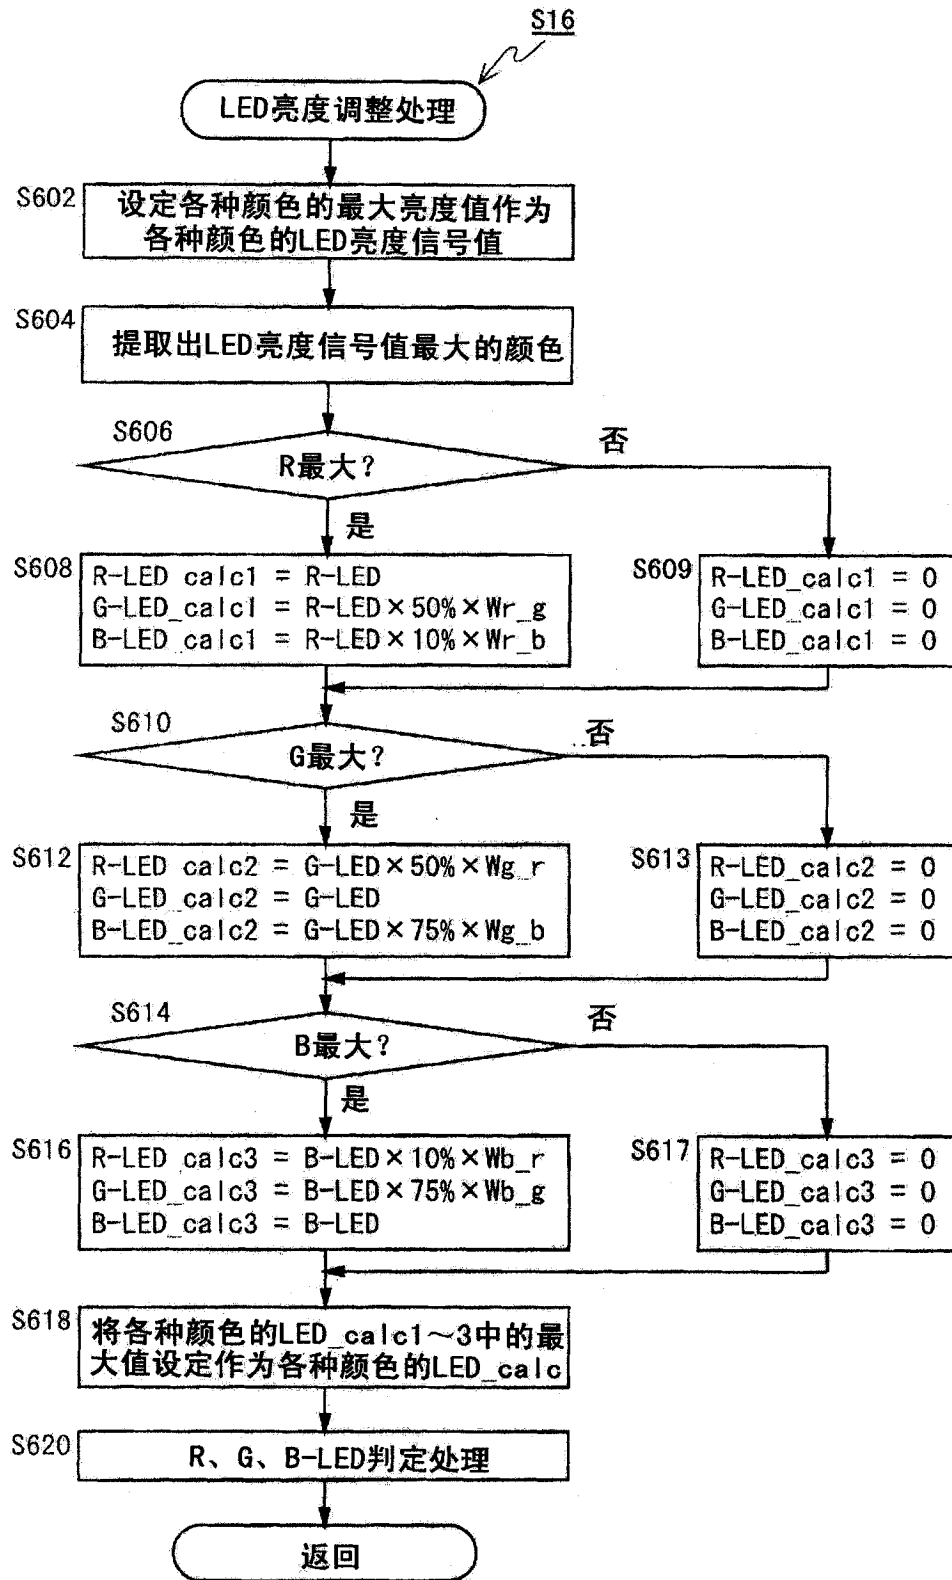 S16
LED亮度调整处理
S602
设定各种颜色的最大亮度值作为
各种颜色的LED亮度信号值
S604
提取出LED亮度信号值最大的颜色
S606
R最大?
否
是
S608
R-LED_calc1 = R-LED
G-LED_calc1 = R-LED×50%×Wr_g
B-LED_calc1 = R-LED×10%×Wr_b
S609
R-LED_calc1 = 0
G-LED_calc1 = 0
B-LED_calc1 = 0
S610
G最大?
否
是
S612
R-LED_calc2 = G-LED×50%×Wg_r
G-LED_calc2 = G-LED
B-LED_calc2 = G-LED×75%×Wg_b
S613
R-LED_calc2 = 0
G-LED_calc2 = 0
B-LED_calc2 = 0
S614
B最大?
否
是
S616
R-LED_calc3 = B-LED×10%×Wb_r
G-LED_calc3 = B-LED×75%×Wb_g
B-LED_calc3 = B-LED
S617
R-LED_calc3 = 0
G-LED_calc3 = 0
B-LED_calc3 = 0
S618
将各种颜色的LED_calc1～3中的最
大值设定作为各种颜色的LED_calc
S620
R、G、B-LED判定处理
返回